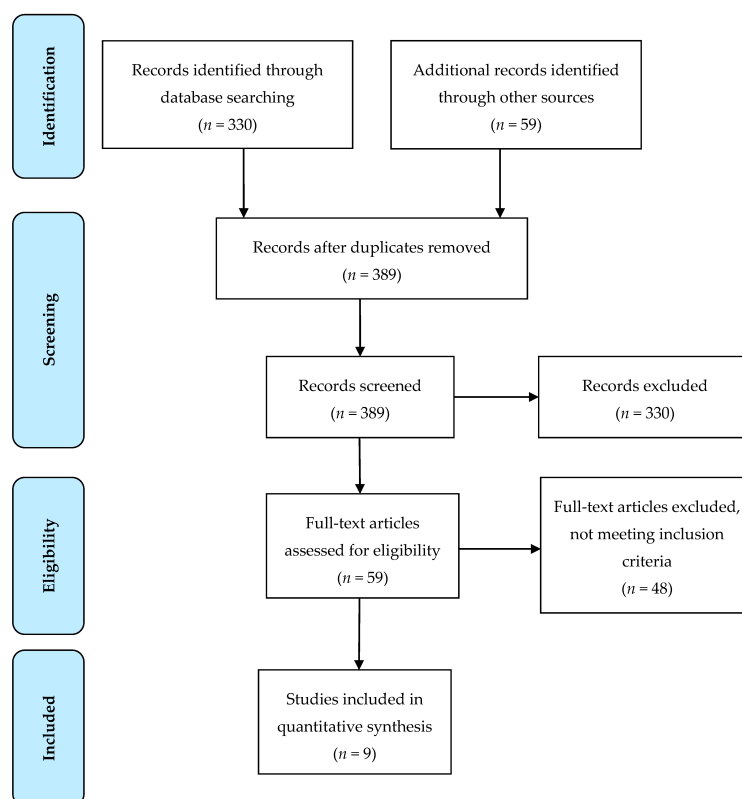 Identification
Records identified through
database searching
(n = 330)
Additional records identified
through other sources
(n = 59)
Screening
Records after duplicates removed
(n = 389)
Records screened
(n = 389)
Records excluded
(n = 330)
Eligibility
Full-text articles
assessed for eligibility
(n = 59)
Full-text articles excluded,
not meeting inclusion
criteria
(n = 48)
Included
Studies included in
quantitative synthesis
(n = 9)